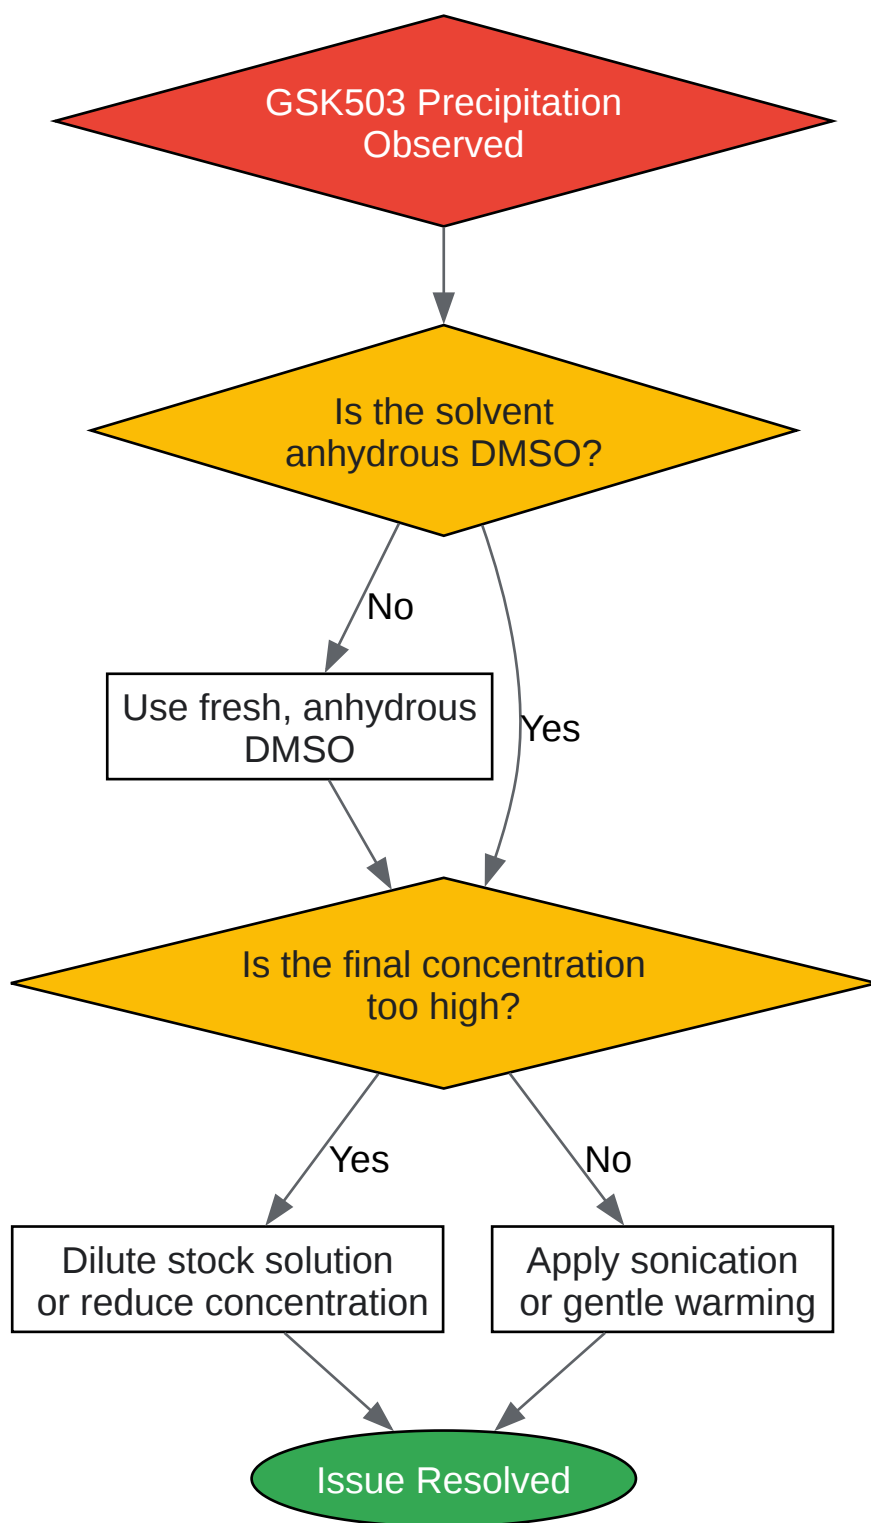 GSK503 Precipitation
Observed
Is the solvent
anhydrous DMSO?
No
Use fresh, anhydrous
DMSO
Yes
Is the final concentration
too high?
Yes
No
Dilute stock solution
or reduce concentration
Apply sonication
or gentle warming
Issue Resolved